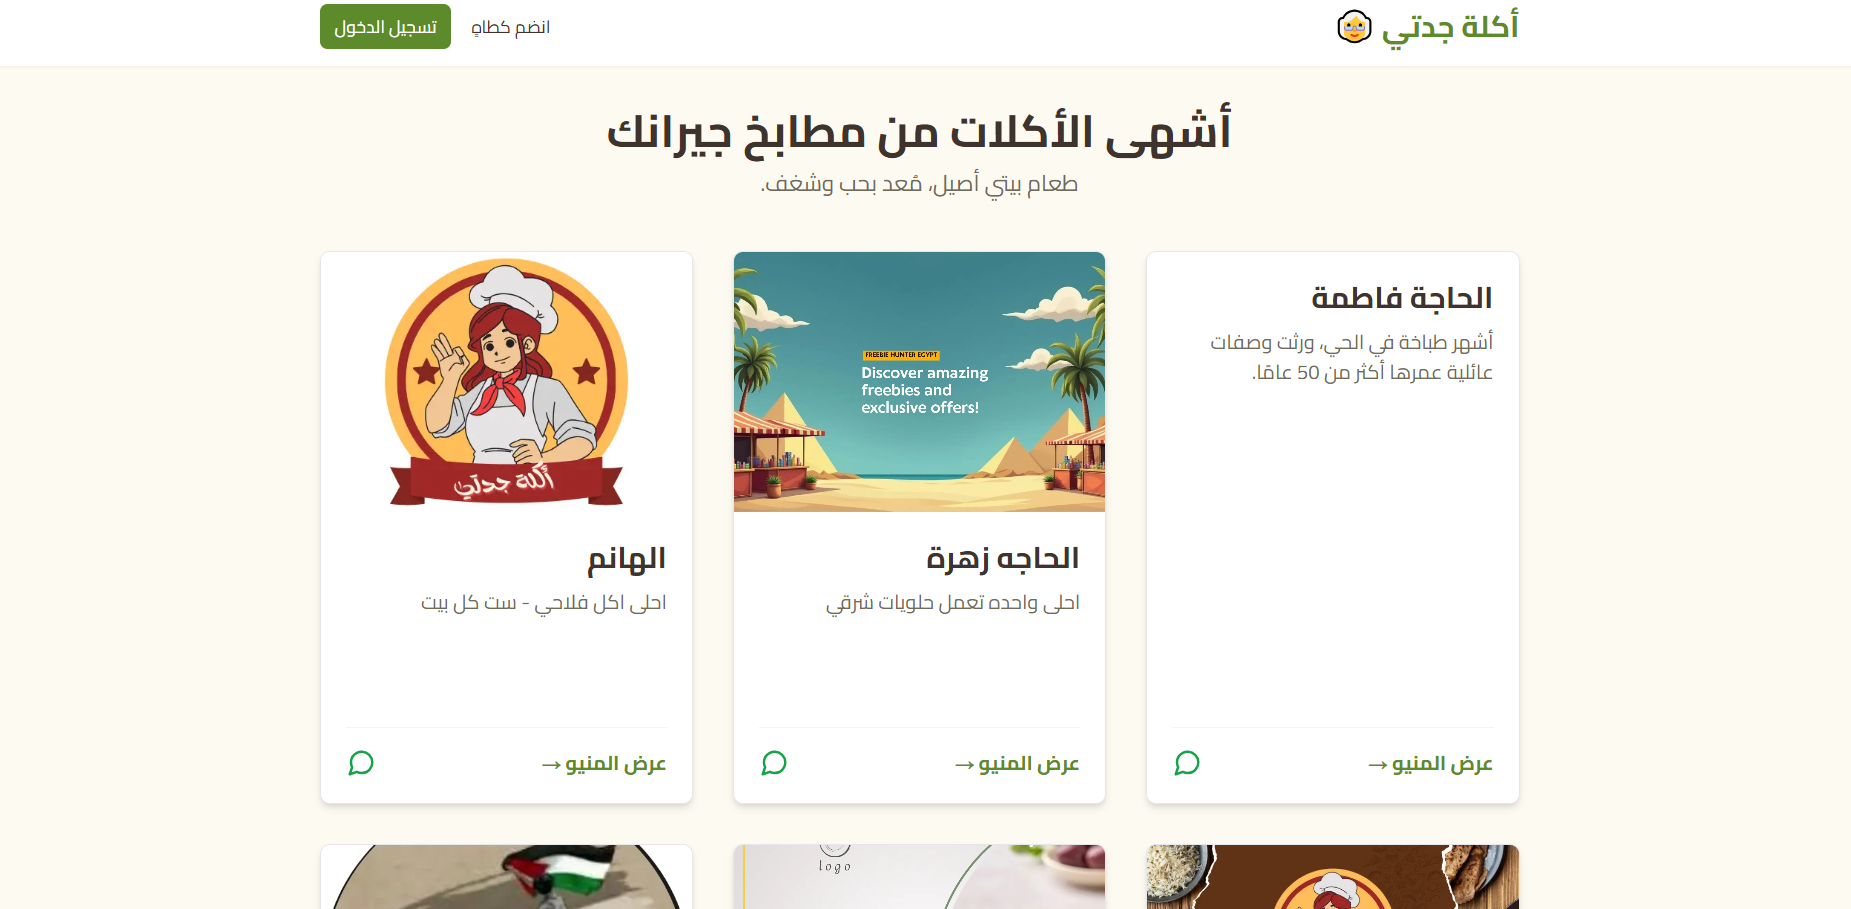 أكلة جدتي
انضم كطاهٍ
تسجيل الدخول
أشهى الأكلات من مطابخ جيرانك
طعام بيتي أصيل، مُعد بحب وشغف.
الحاجة فاطمة
أشهر طباخة في الحي، ورثت وصفات
عائلية عمرها أكثر من 50 عامًا.
عرض المنيو →
FREEBIE HUNTER EGYPT
Discover amazing
freebies and
exclusive offers!
الحاجه زهرة
احلى واحده تعمل حلويات شرقي
عرض المنيو →
أكلة جدتي
الهانم
احلى اكل فلاحي - ست كل بيت
عرض المنيو →
logo